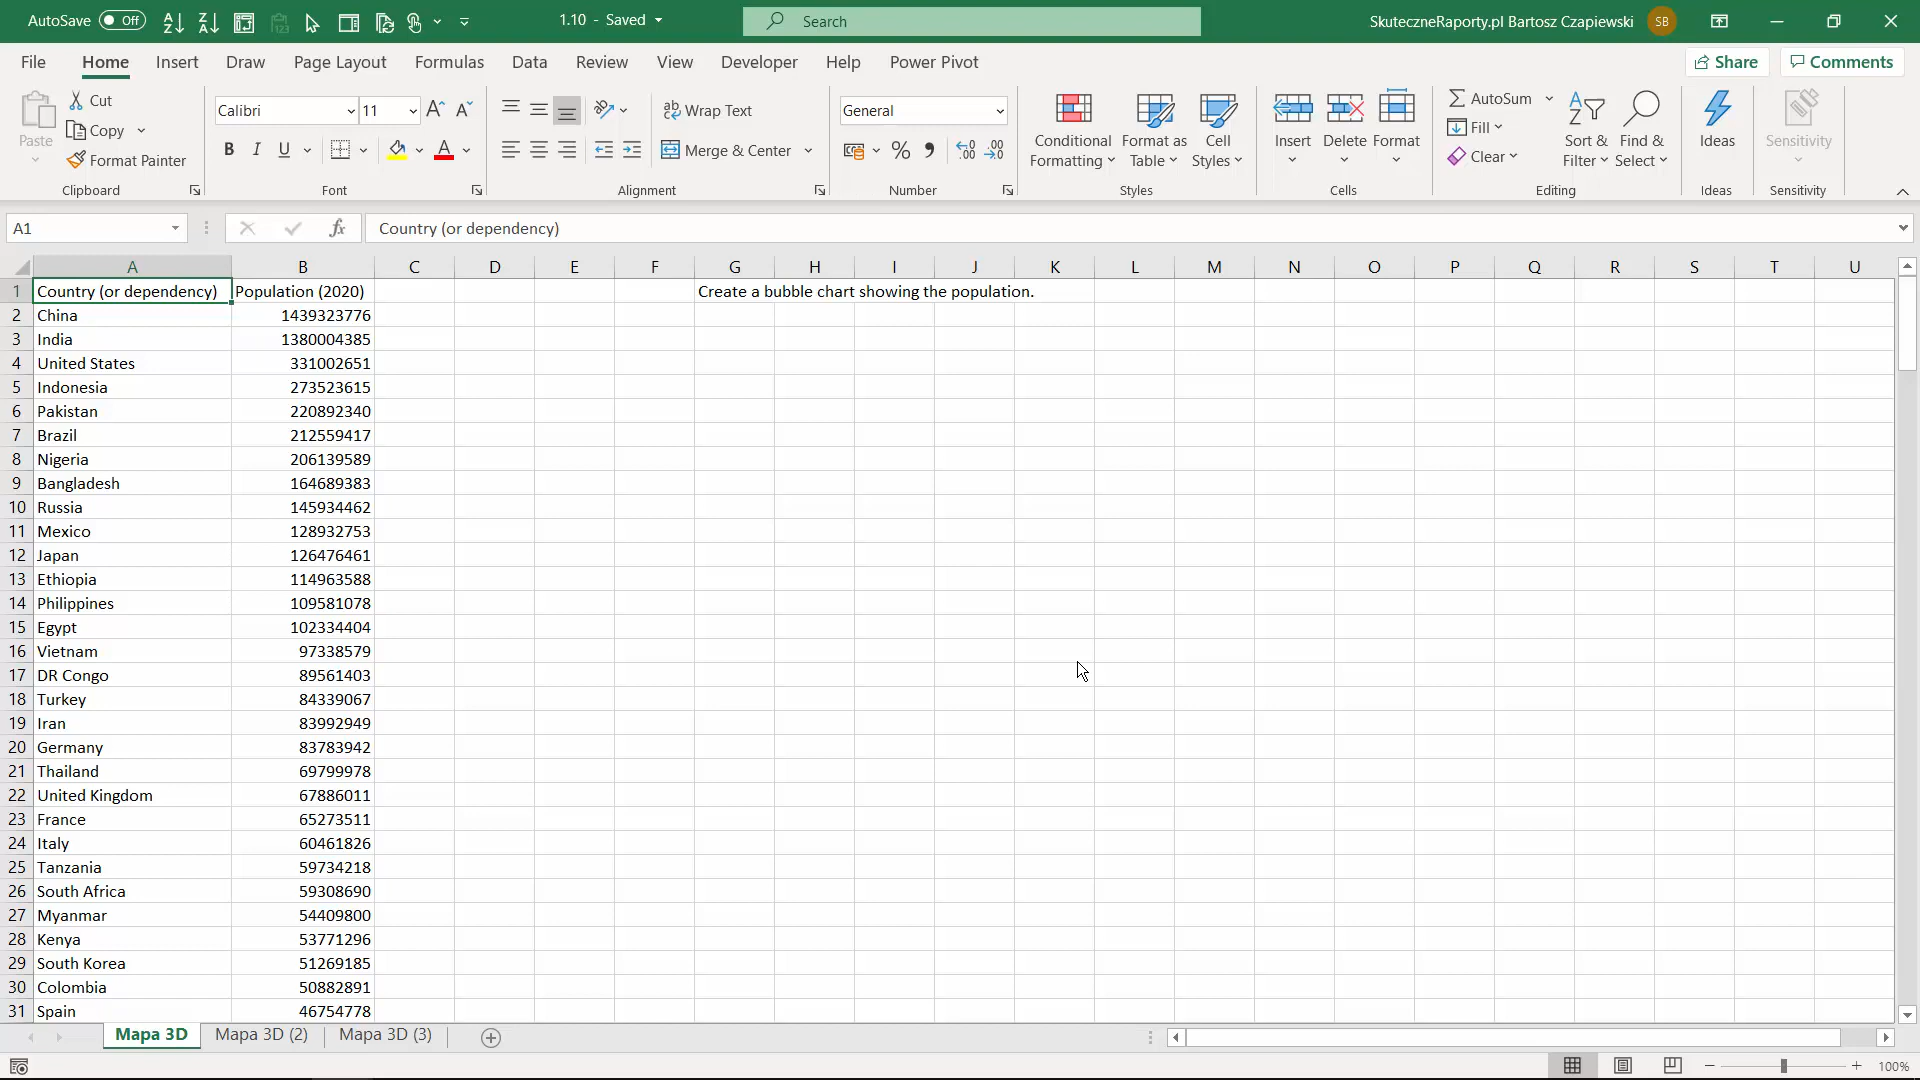 AutoSave Off 1.10 - Saved Search SkuteczneRaporty.pl Bartosz Czapiewski SB
File Home Insert Draw Page Layout Formulas Data Review View Developer Help Power Pivot Share Comments
Paste
Cut
Copy
Format Painter
Clipboard
Calibri 11
B I U A
Font
Wrap Text
Merge & Center
Alignment
General
Number
Conditional Formatting
Format as Table
Cell Styles
Styles
Insert Delete Format
Cells
AutoSum
Fill
Clear
Sort & Filter
Find & Select
Editing
Ideas
Ideas
Sensitivity
Sensitivity
A1 fx Country (or dependency)
A B C D E F G H I J K L M N O P Q R S T U
1 Country (or dependency) Population (2020) Create a bubble chart showing the population.
2 China 1439323776
3 India 1380004385
4 United States 331002651
5 Indonesia 273523615
6 Pakistan 220892340
7 Brazil 212559417
8 Nigeria 206139589
9 Bangladesh 164689383
10 Russia 145934462
11 Mexico 128932753
12 Japan 126476461
13 Ethiopia 114963588
14 Philippines 109581078
15 Egypt 102334404
16 Vietnam 97338579
17 DR Congo 89561403
18 Turkey 84339067
19 Iran 83992949
20 Germany 83783942
21 Thailand 69799978
22 United Kingdom 67886011
23 France 65273511
24 Italy 60461826
25 Tanzania 59734218
26 South Africa 59308690
27 Myanmar 54409800
28 Kenya 53771296
29 South Korea 51269185
30 Colombia 50882891
31 Spain 46754778
Mapa 3D Mapa 3D (2) Mapa 3D (3)
100%